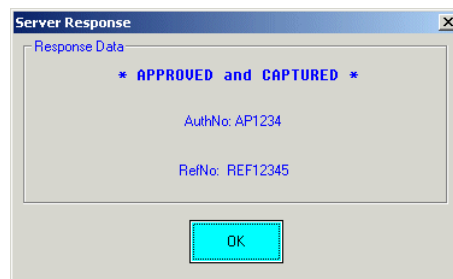 Server Response
Response Data
* APPROVED and CAPTURED *
AuthNo: AP1234
RefNo: REF12345
OK